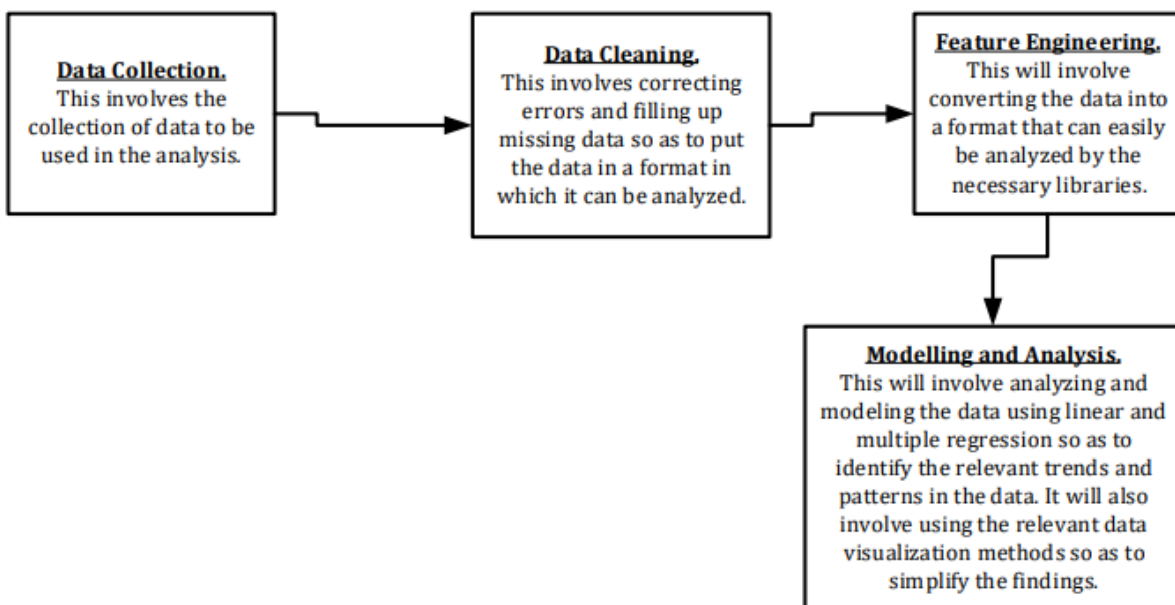 Data Collection.
This involves the
collection of data to be
used in the analysis.
Data Cleaning.
This involves correcting
errors and filling up
missing data so as to put
the data in a format in
which it can be analyzed.
Feature Engineering.
This will involve
converting the data into
a format that can easily
be analyzed by the
necessary libraries.
Modelling and Analysis.
This will involve analyzing and
modeling the data using linear and
multiple regression so as to
identify the relevant trends and
patterns in the data. It will also
involve using the relevant data
visualization methods so as to
simplify the findings.